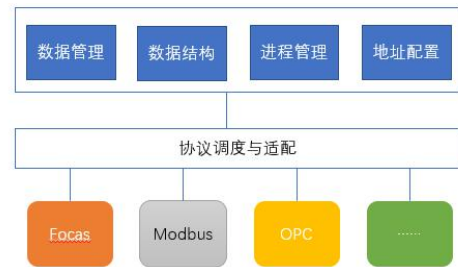 数据管理 数据结构 进程管理 地址配置
协议调度与适配
Focas Modbus OPC ......